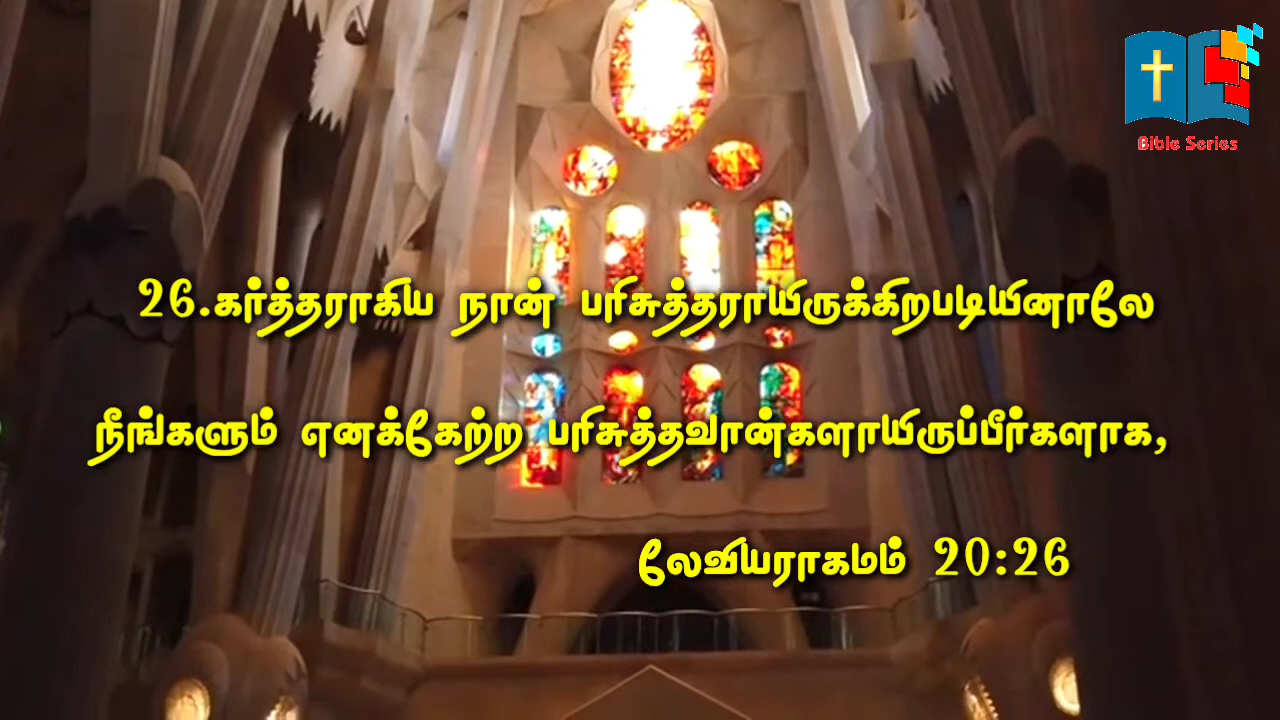 Bible Series
26.கர்த்தராகிய நான் பரிசுத்தராயிருக்கிறபடியினாலே
நீங்களும் எனக்கேற்ற பரிசுத்தவான்களாயிருப்பீர்களாக,
லேவியராகமம் 20:26